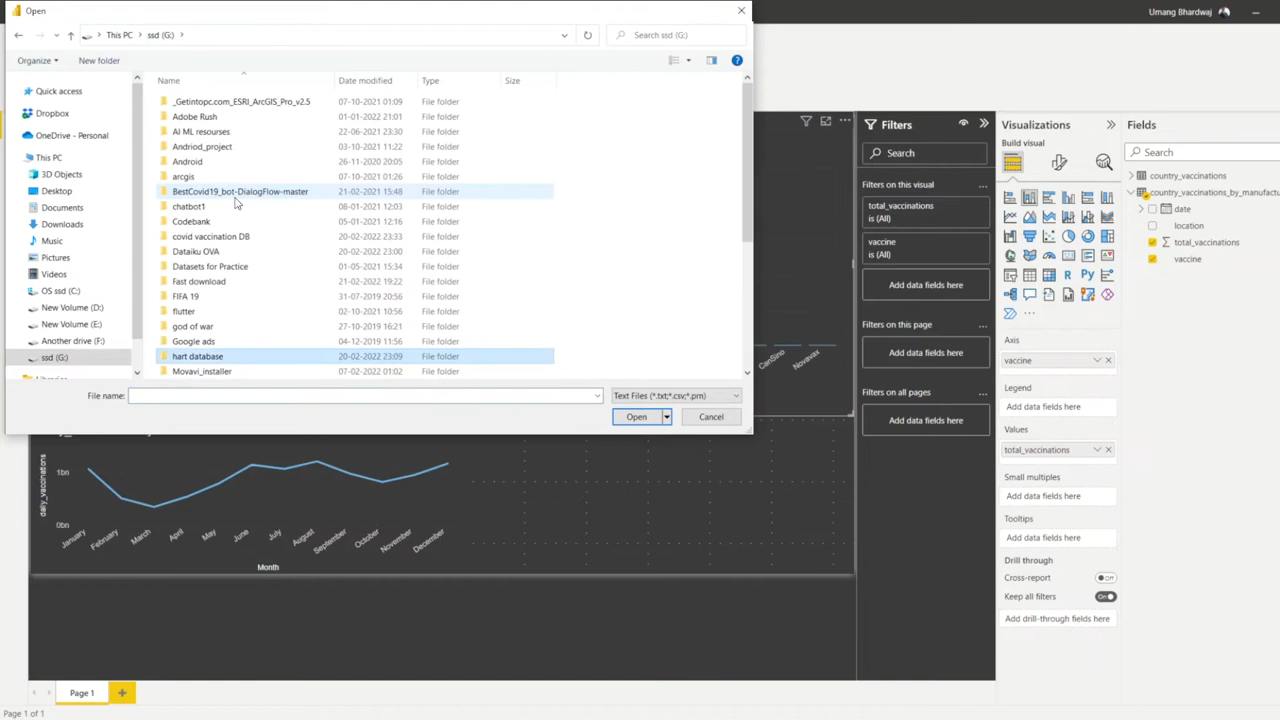 Open
Umang Bhardwaj
This PC
ssd (G:)
Search ssd (G:)
Organize
New folder
Name
Date modified
Type
Size
Quick access
Dropbox
OneDrive - Personal
This PC
3D Objects
Desktop
Documents
Downloads
Music
Pictures
Videos
OS ssd (C:)
New Volume (D:)
New Volume (E:)
Another drive (F:)
ssd (G:)
_Getintopc.com_ESRI_ArcGIS_Pro_v2.5 07-10-2021 01:09 File folder
Adobe Rush 01-01-2022 21:01 File folder
AI ML resourses 22-06-2021 23:30 File folder
Andriod_project 03-10-2021 11:22 File folder
Android 26-11-2020 20:05 File folder
arcgis 07-10-2021 01:26 File folder
BestCovid19_bot-DialogFlow-master 21-02-2021 15:48 File folder
chatbot1 08-01-2021 12:03 File folder
Codebank 05-01-2021 12:16 File folder
covid vaccination DB 20-02-2022 23:33 File folder
Dataiku OVA 20-02-2022 23:00 File folder
Datasets for Practice 01-05-2021 15:34 File folder
Fast download 21-02-2022 19:22 File folder
FIFA 19 31-07-2019 20:56 File folder
flutter 02-10-2021 10:56 File folder
god of war 27-10-2019 16:21 File folder
Google ads 04-12-2019 11:56 File folder
hart database 20-02-2022 23:09 File folder
Movavi_installer 07-02-2022 01:02 File folder
File name:
Text Files (*.txt;*.csv;*.prn)
Open
Cancel
CanSino
Novavax
daily_vaccinations
1bn
0bn
January
February
March
April
May
June
July
August
September
October
November
December
Month
Filters
Search
Filters on this visual
total_vaccinations
is (All)
vaccine
is (All)
Add data fields here
Filters on this page
Add data fields here
Filters on all pages
Add data fields here
Visualizations
Build visual
R
Py
Axis
vaccine
Legend
Add data fields here
Values
total_vaccinations
Small multiples
Add data fields here
Tooltips
Add data fields here
Drill through
Cross-report
Off
Keep all filters
On
Add drill-through fields here
Fields
Search
country_vaccinations
country_vaccinations_by_manufactu
date
location
total_vaccinations
vaccine
Page 1
Page 1 of 1